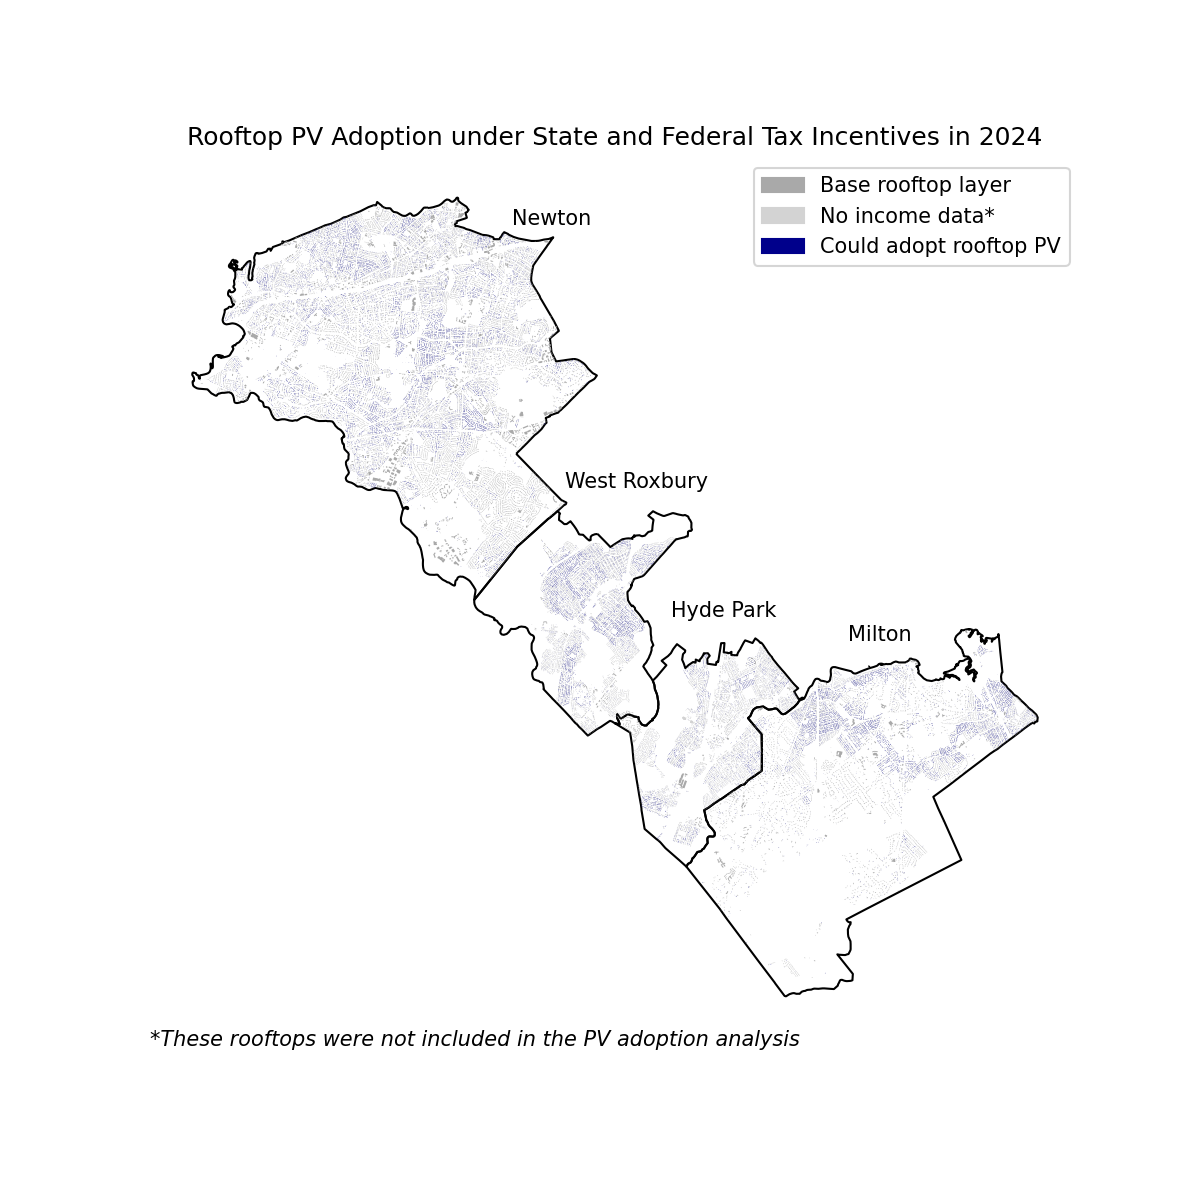 Rooftop PV Adoption under State and Federal Tax Incentives in 2024
Base rooftop layer
No income data*
Could adopt rooftop PV
Newton
West Roxbury
Hyde Park
Milton
*These rooftops were not included in the PV adoption analysis